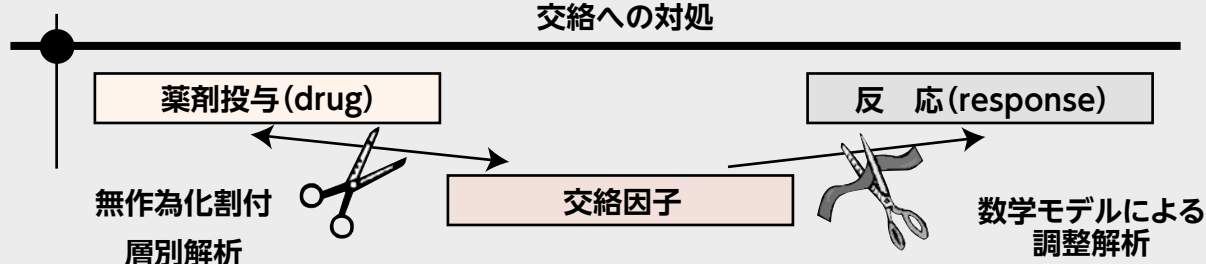 交絡への対処
薬剤投与(drug)
反　応(response)
交絡因子
無作為化割付
層別解析
数学モデルによる
調整解析